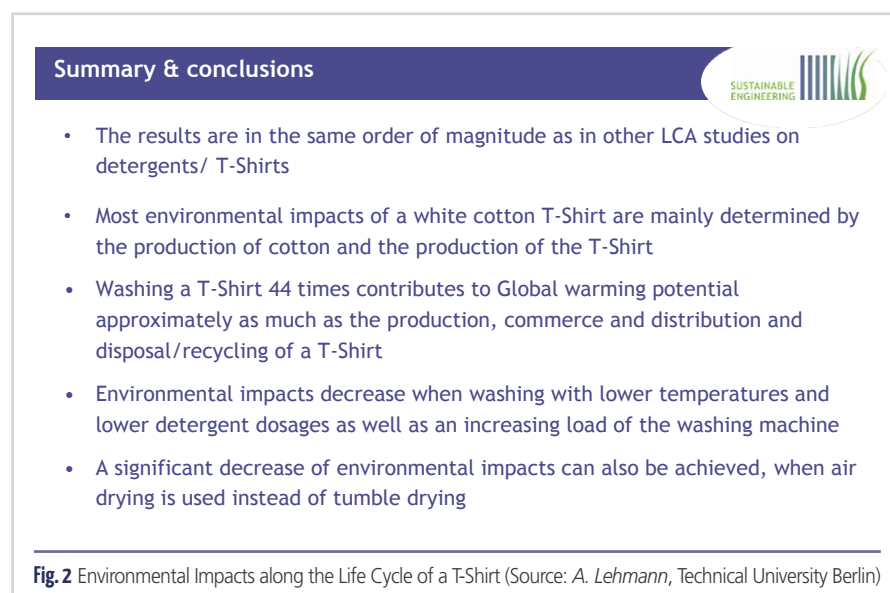 Summary & conclusions
SUSTAINABLE
ENGINEERING
• The results are in the same order of magnitude as in other LCA studies on
detergents/ T-Shirts
• Most environmental impacts of a white cotton T-Shirt are mainly determined by
the production of cotton and the production of the T-Shirt
• Washing a T-Shirt 44 times contributes to Global warming potential
approximately as much as the production, commerce and distribution and
disposal/recycling of a T-Shirt
• Environmental impacts decrease when washing with lower temperatures and
lower detergent dosages as well as an increasing load of the washing machine
• A significant decrease of environmental impacts can also be achieved, when air
drying is used instead of tumble drying
Fig. 2 Environmental Impacts along the Life Cycle of a T-Shirt (Source: A. Lehmann, Technical University Berlin)